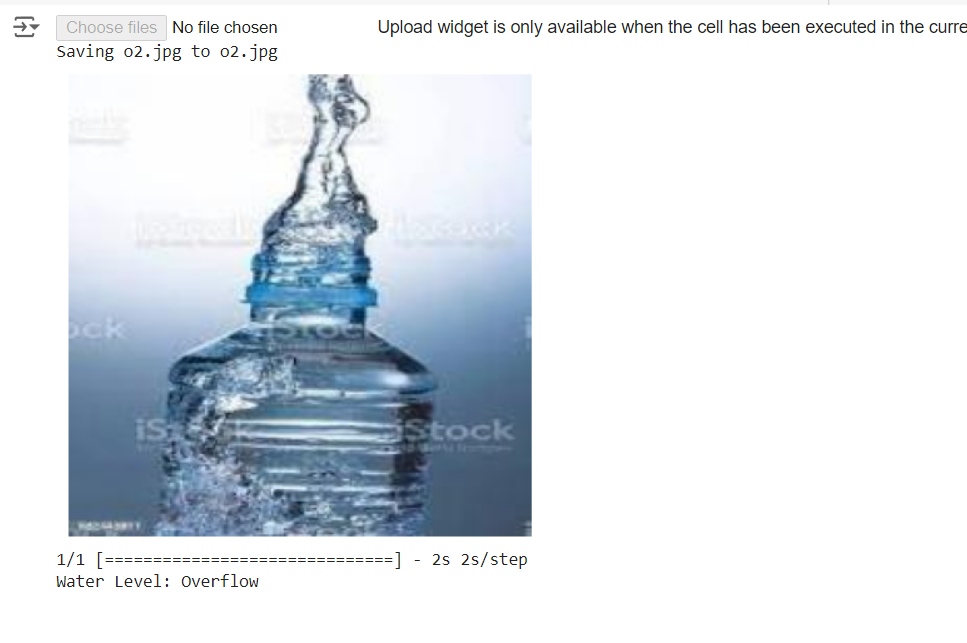 Choose files No file chosen Upload widget is only available when the cell has been executed in the curre
Saving o2.jpg to o2.jpg
iStock
ock
iStock
iStock
1/1 [==============================] - 2s 2s/step
Water Level: Overflow